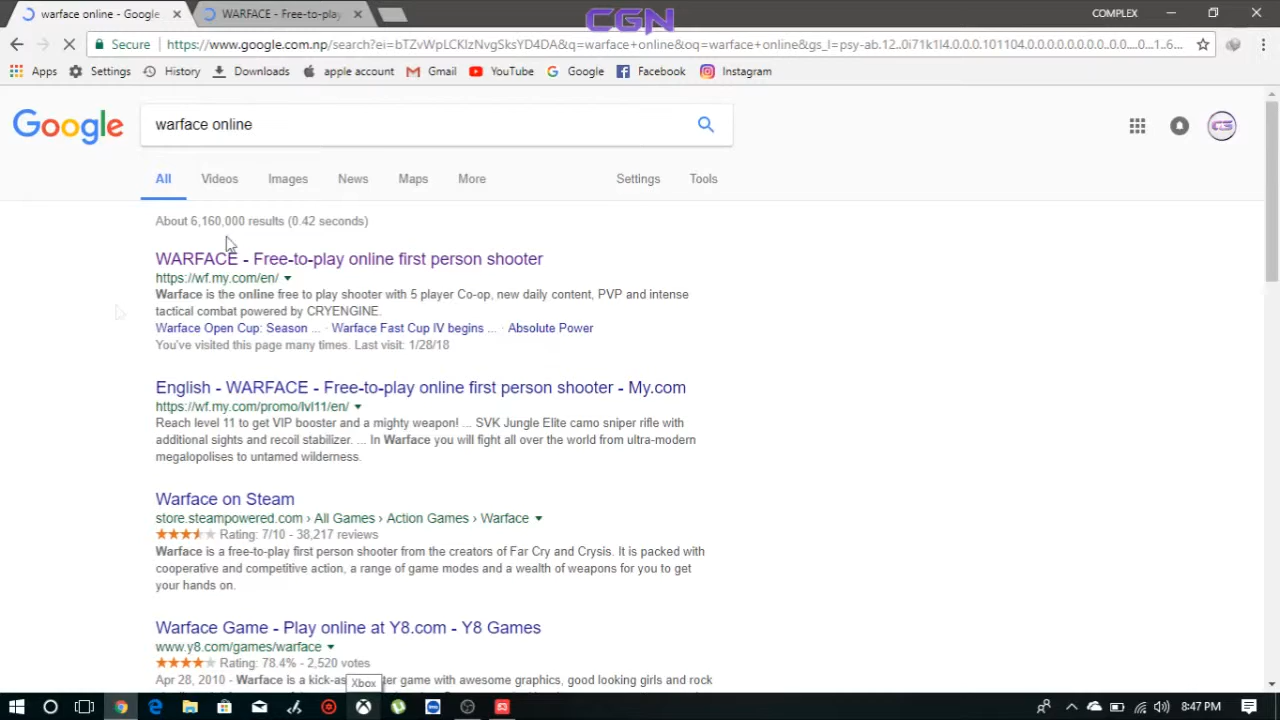 CGN
warface online - Google
WARFACE - Free-to-play
COMPLEX
Secure
https://www.google.com.np/search?ei=bTZvWpLCKIzNvgSksYD4DA&q=warface+online&oq=warface+online&gs_l=psy-ab.12..0i71k1l4.0.0.0.101104.0.0.0.0.0.0.0.0..0.0....0...1...6...
Apps
Settings
History
Downloads
apple account
Gmail
YouTube
Google
Facebook
Instagram
Google
warface online
All
Videos
Images
News
Maps
More
Settings
Tools
About 6,160,000 results (0.42 seconds)
WARFACE - Free-to-play online first person shooter
https://wf.my.com/en/
Warface is the online free to play shooter with 5 player Co-op, new daily content, PVP and intense
tactical combat powered by CRYENGINE.
Warface Open Cup: Season ... · Warface Fast Cup IV begins ... · Absolute Power
You've visited this page many times. Last visit: 1/28/18
English - WARFACE - Free-to-play online first person shooter - My.com
https://wf.my.com/promo/lvl11/en/
Reach level 11 to get VIP booster and a mighty weapon! ... SVK Jungle Elite camo sniper rifle with
additional sights and recoil stabilizer. ... In Warface you will fight all over the world from ultra-modern
megalopolises to untamed wilderness.
Warface on Steam
store.steampowered.com › All Games › Action Games › Warface
Rating: 7/10 - 38,217 reviews
Warface is a free-to-play first person shooter from the creators of Far Cry and Crysis. It is packed with
cooperative and competitive action, a range of game modes and a wealth of weapons for you to get
your hands on.
Warface Game - Play online at Y8.com - Y8 Games
www.y8.com/games/warface
Rating: 78.4% - 2,520 votes
Apr 28, 2010 - Warface is a kick-as ter game with awesome graphics, good looking girls and rock
Xbox
8:47 PM